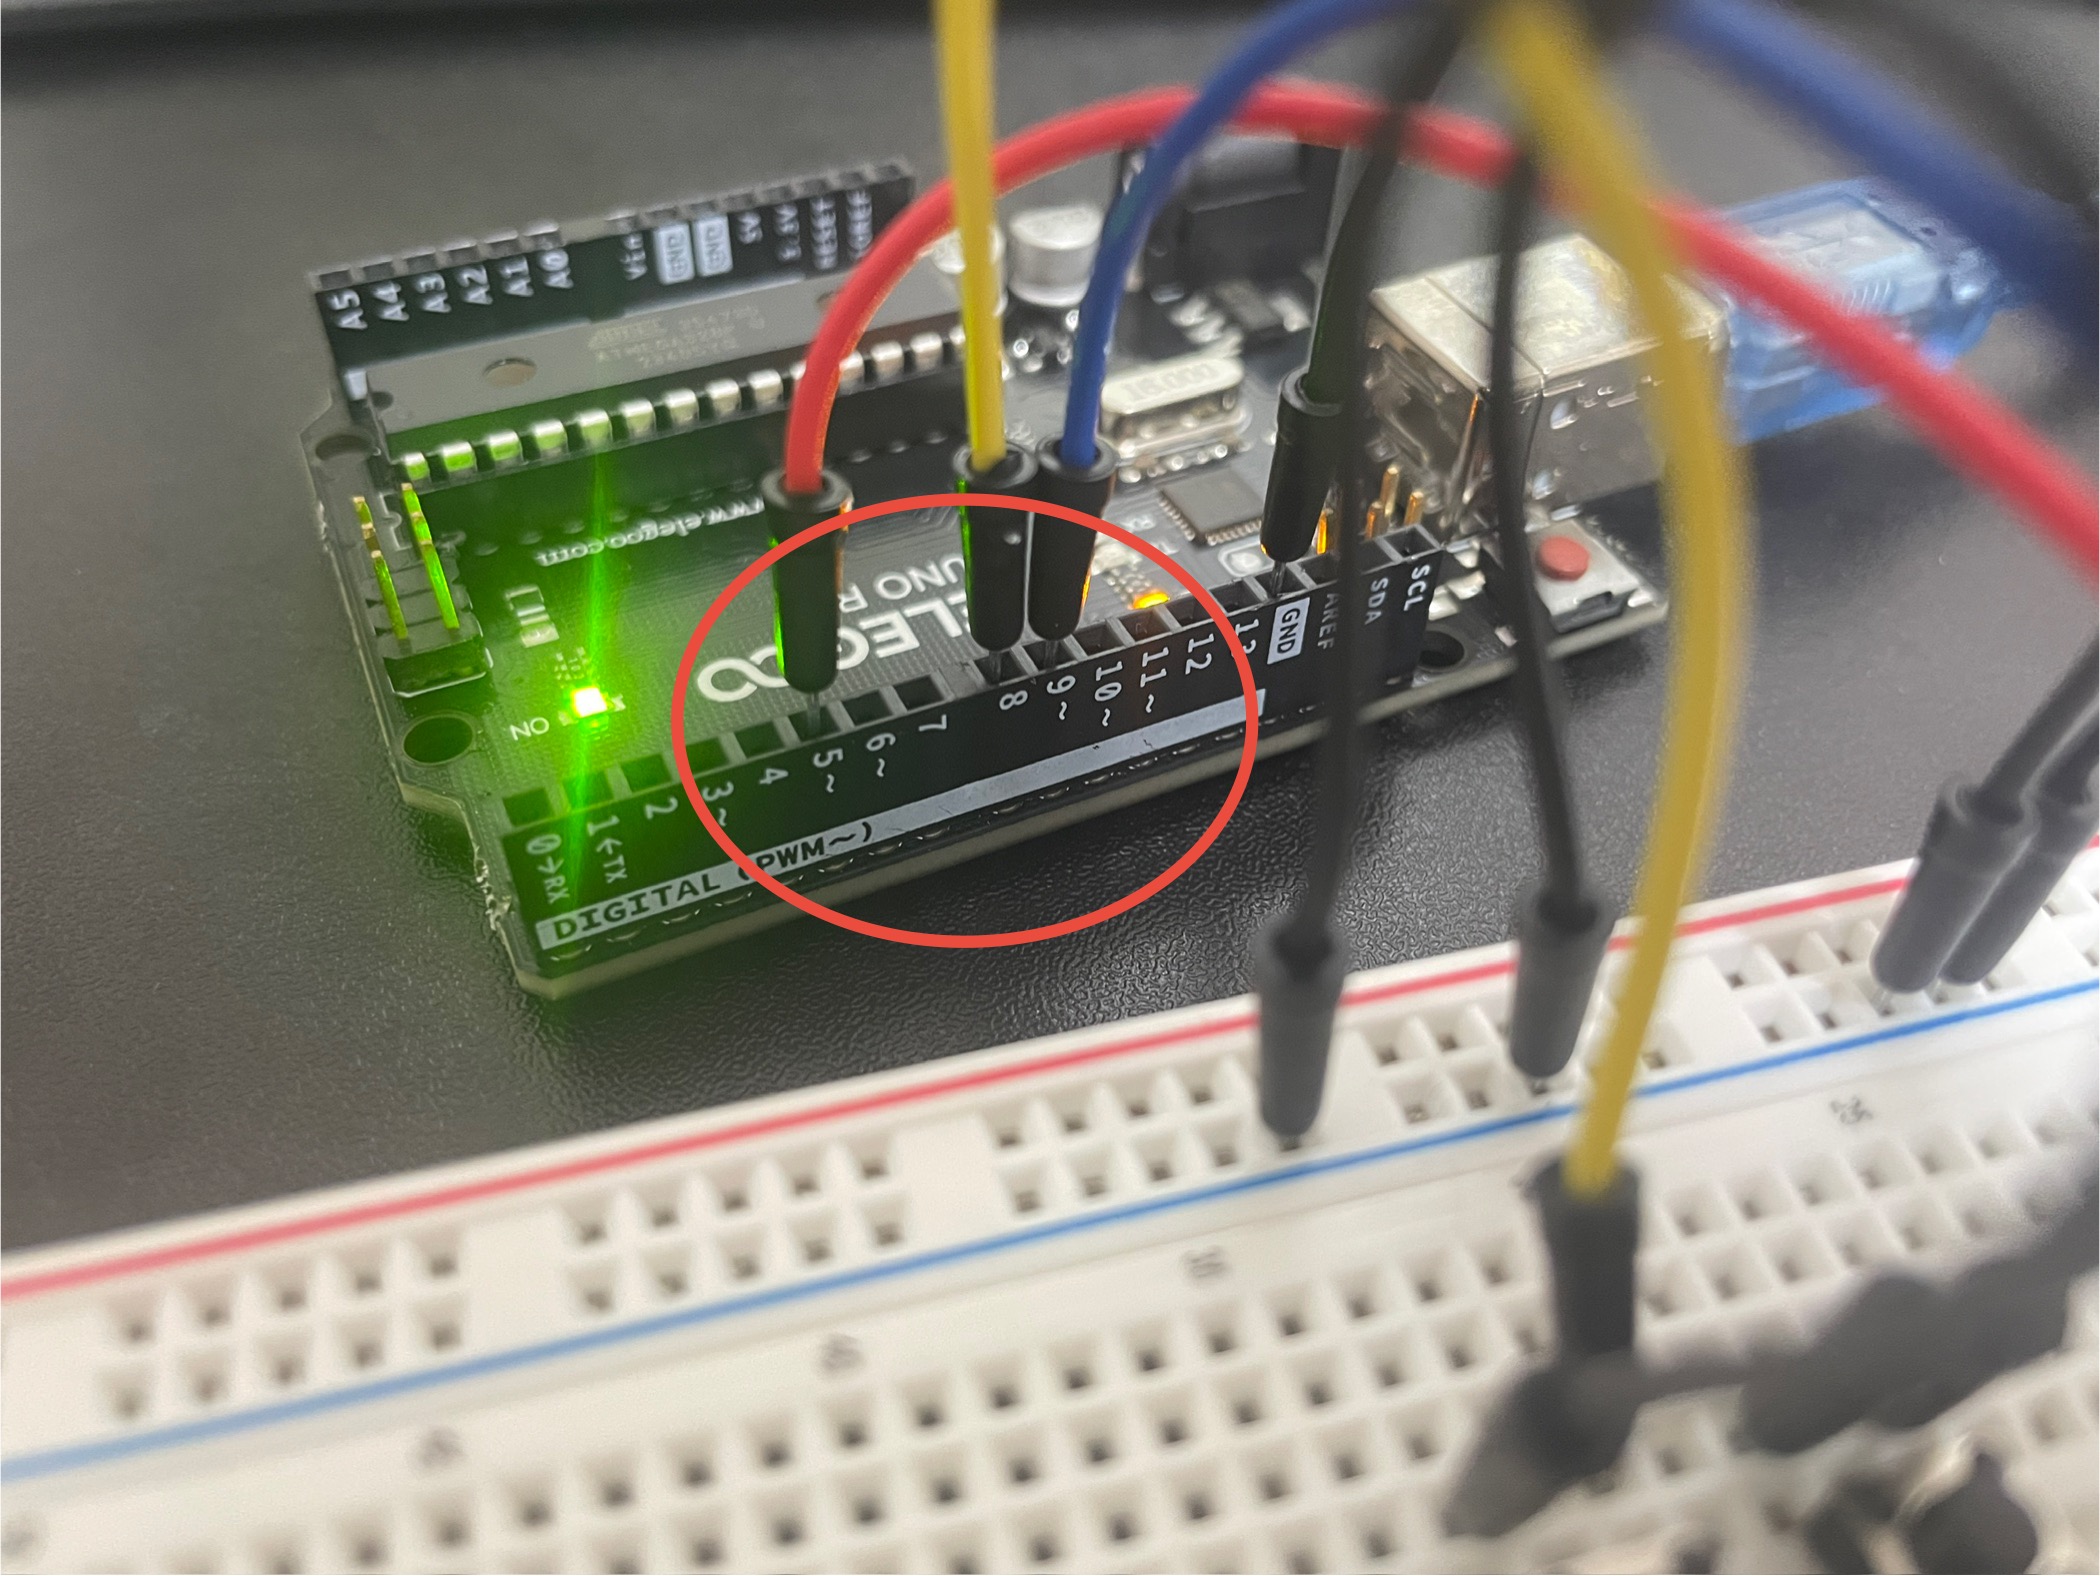 A5
A4
A3
A2
A1
A0
Vin
GND
GND
5V
3.3V
RESET
IOREF
ATMEL
www.elegoo.com
UNO R
ELEGOO
ON
SCL
SDA
AREF
GND
13
12
11~
10~
9~
8
7
6~
5~
4
3~
2
1←TX
0→RX
DIGITAL (PWM~)